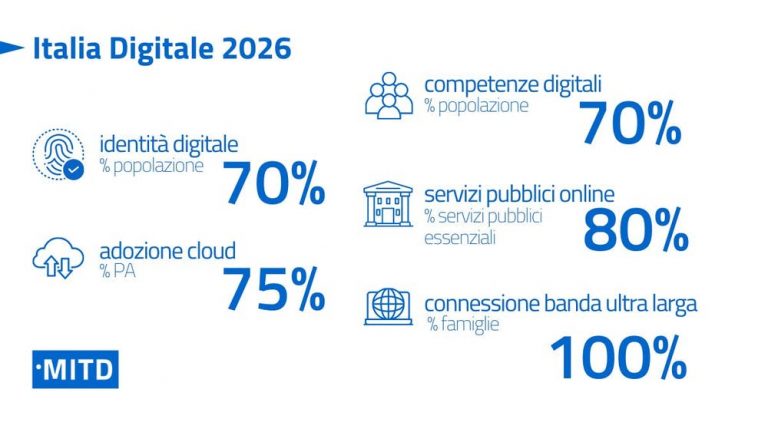 Italia Digitale 2026
identità digitale
% popolazione
70%
adozione cloud
% PA
75%
competenze digitali
% popolazione
70%
servizi pubblici online
% servizi pubblici
essenziali
80%
connessione banda ultra larga
% famiglie
100%
·MITD